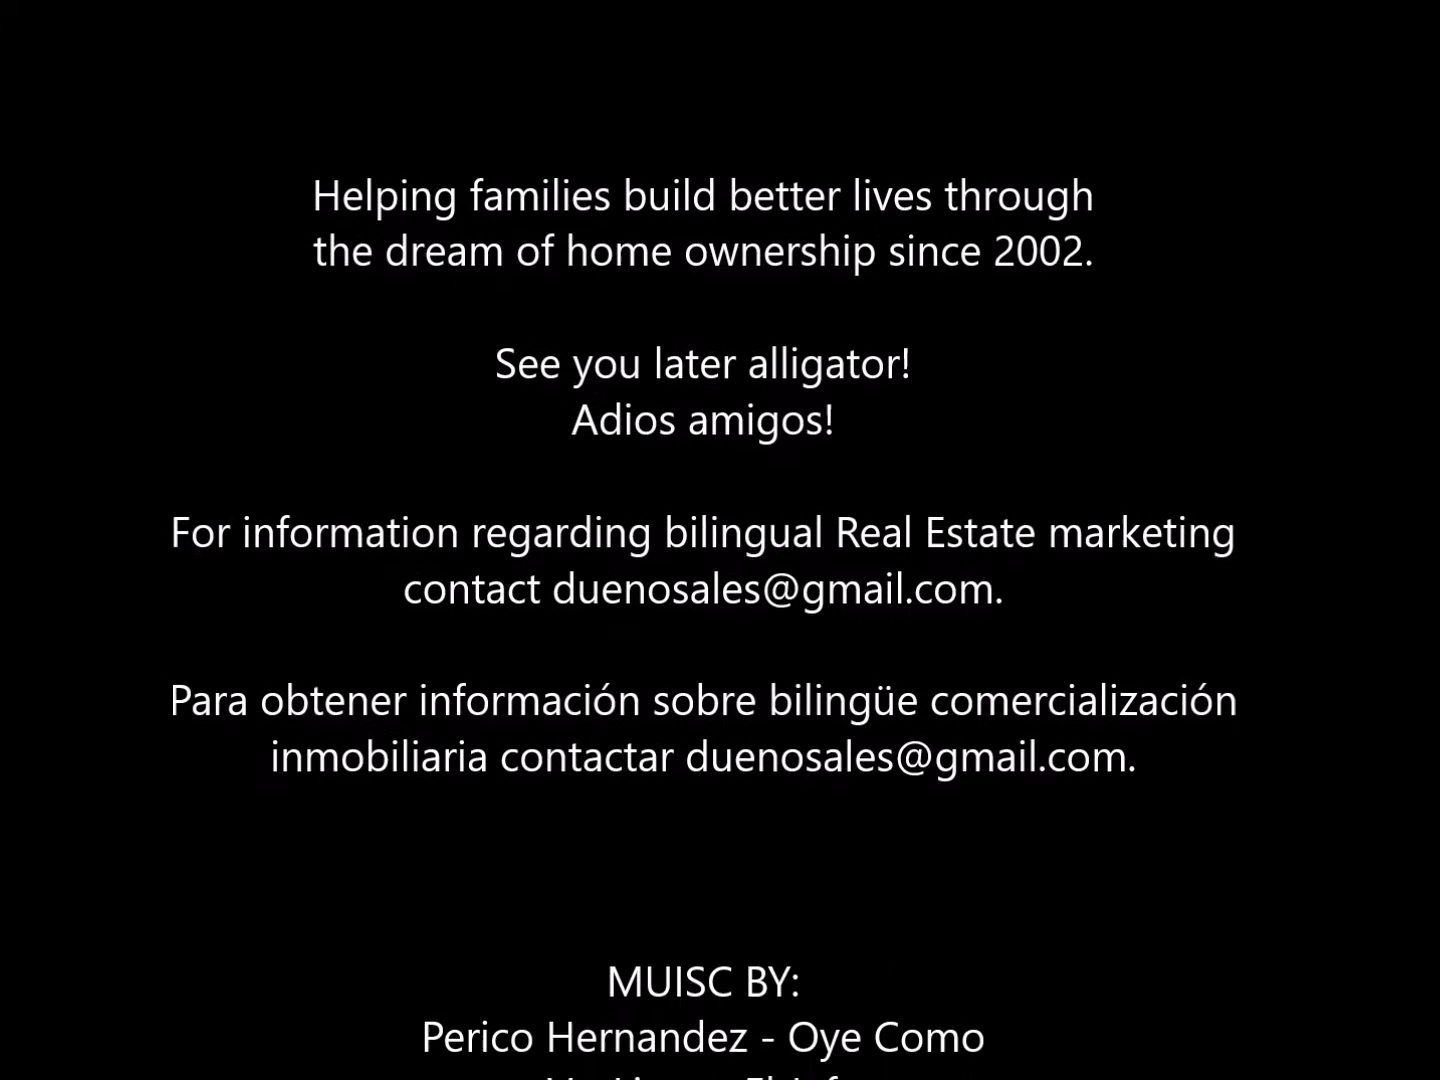 Helping families build better lives through
the dream of home ownership since 2002.
See you later alligator!
Adios amigos!
For information regarding bilingual Real Estate marketing
contact duenosales@gmail.com.
Para obtener información sobre bilingüe comercialización
inmobiliaria contactar duenosales@gmail.com.
MUISC BY:
Perico Hernandez - Oye Como